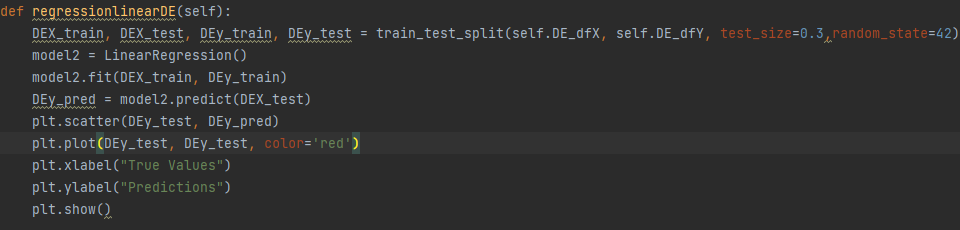 def regressionlinearDE(self):
    DEX_train, DEX_test, DEy_train, DEy_test = train_test_split(self.DE_dfX, self.DE_dfY, test_size=0.3,random_state=42)
    model2 = LinearRegression()
    model2.fit(DEX_train, DEy_train)
    DEy_pred = model2.predict(DEX_test)
    plt.scatter(DEy_test, DEy_pred)
    plt.plot(DEy_test, DEy_test, color='red')
    plt.xlabel("True Values")
    plt.ylabel("Predictions")
    plt.show()